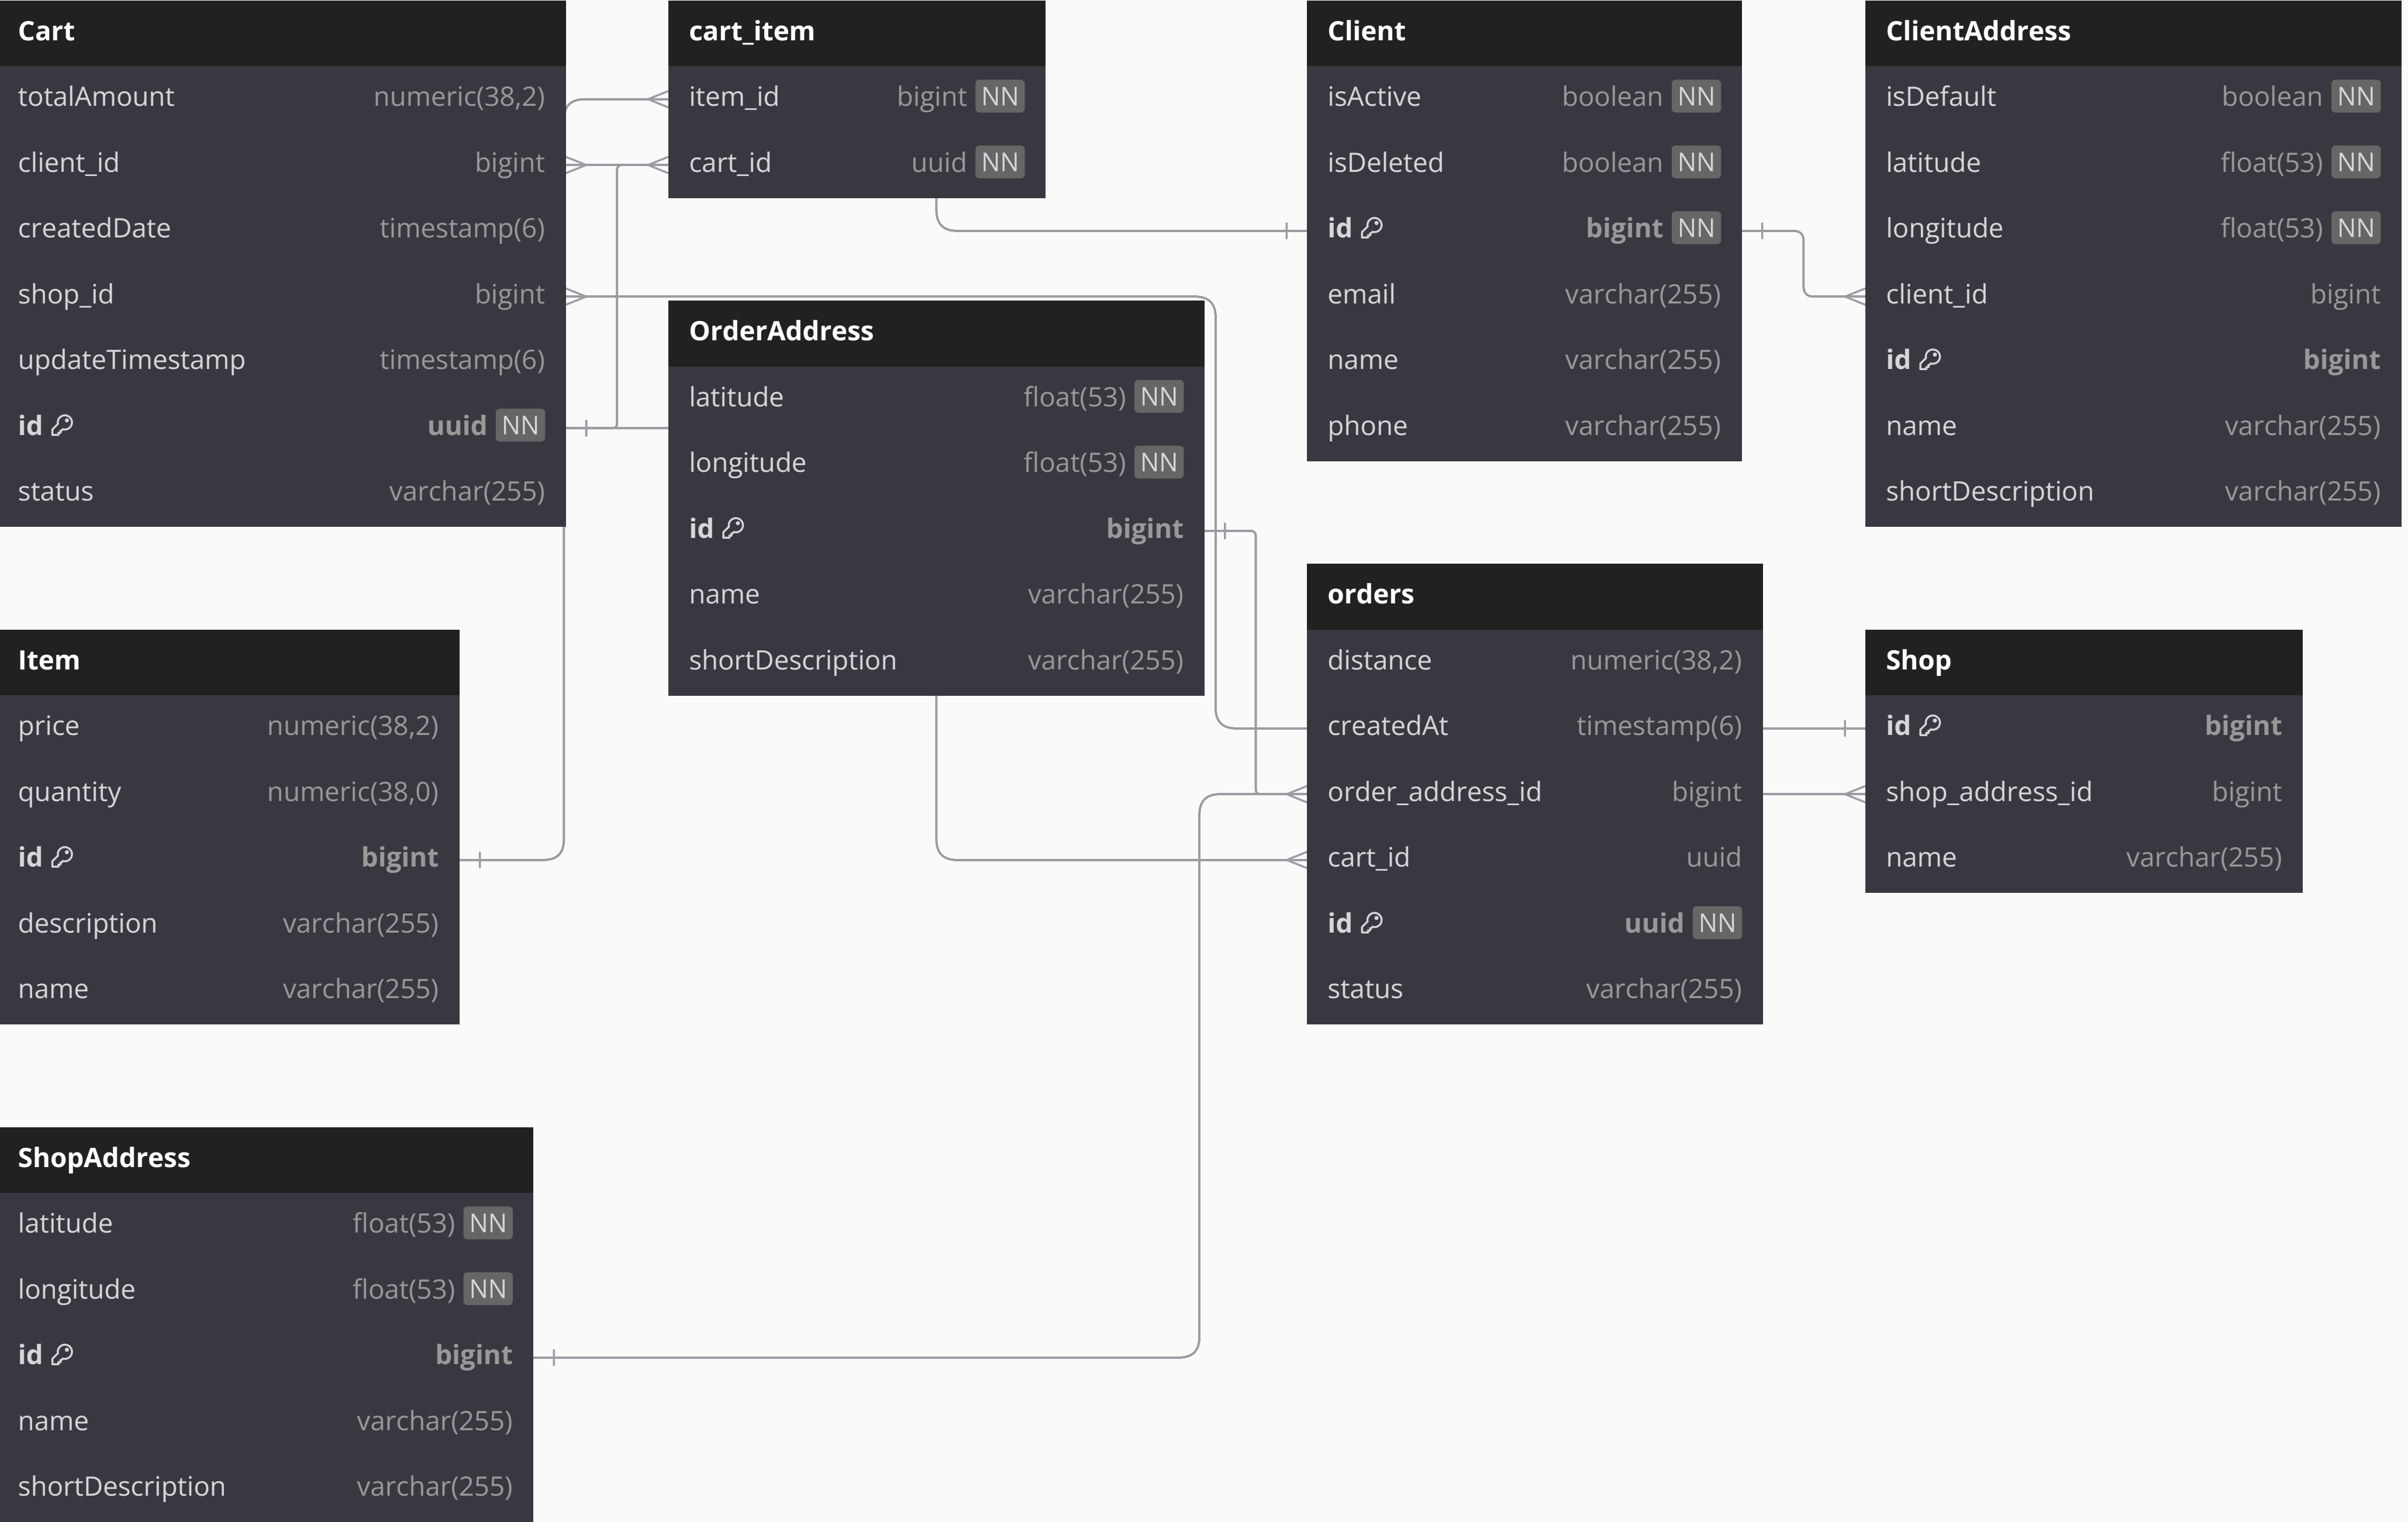 Cart
totalAmount numeric(38,2)
client_id bigint
createdDate timestamp(6)
shop_id bigint
updateTimestamp timestamp(6)
id uuid NN
status varchar(255)
cart_item
item_id bigint NN
cart_id uuid NN
Client
isActive boolean NN
isDeleted boolean NN
id bigint NN
email varchar(255)
name varchar(255)
phone varchar(255)
ClientAddress
isDefault boolean NN
latitude float(53) NN
longitude float(53) NN
client_id bigint
id bigint
name varchar(255)
shortDescription varchar(255)
OrderAddress
latitude float(53) NN
longitude float(53) NN
id bigint
name varchar(255)
shortDescription varchar(255)
orders
distance numeric(38,2)
createdAt timestamp(6)
order_address_id bigint
cart_id uuid
id uuid NN
status varchar(255)
Shop
id bigint
shop_address_id bigint
name varchar(255)
Item
price numeric(38,2)
quantity numeric(38,0)
id bigint
description varchar(255)
name varchar(255)
ShopAddress
latitude float(53) NN
longitude float(53) NN
id bigint
name varchar(255)
shortDescription varchar(255)